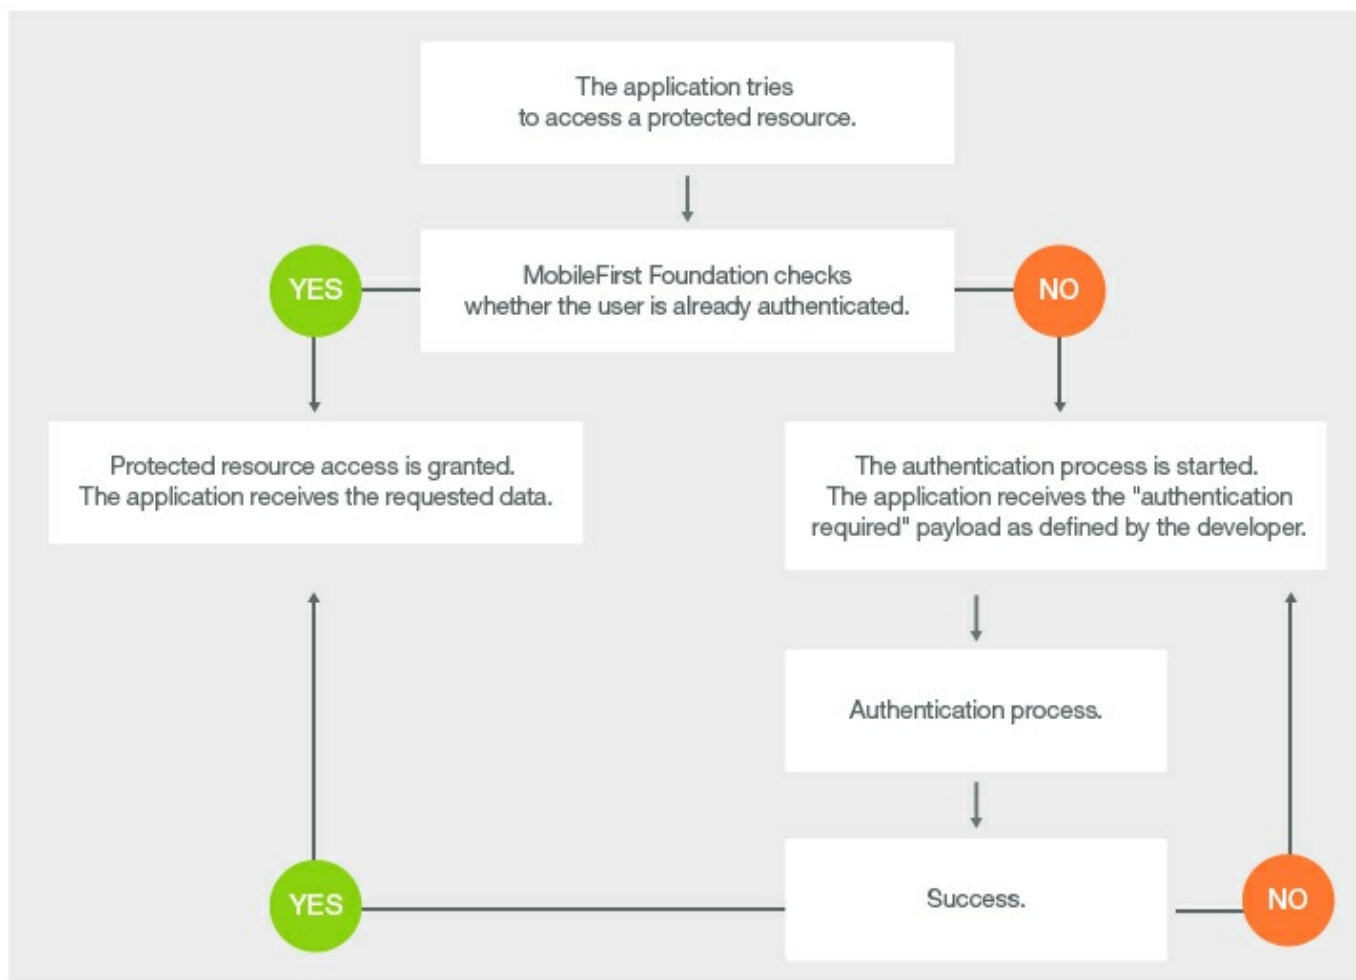 The application tries
to access a protected resource.
YES
MobileFirst Foundation checks
whether the user is already authenticated.
NO
Protected resource access is granted.
The application receives the requested data.
The authentication process is started.
The application receives the "authentication
required" payload as defined by the developer.
Authentication process.
YES
Success.
NO